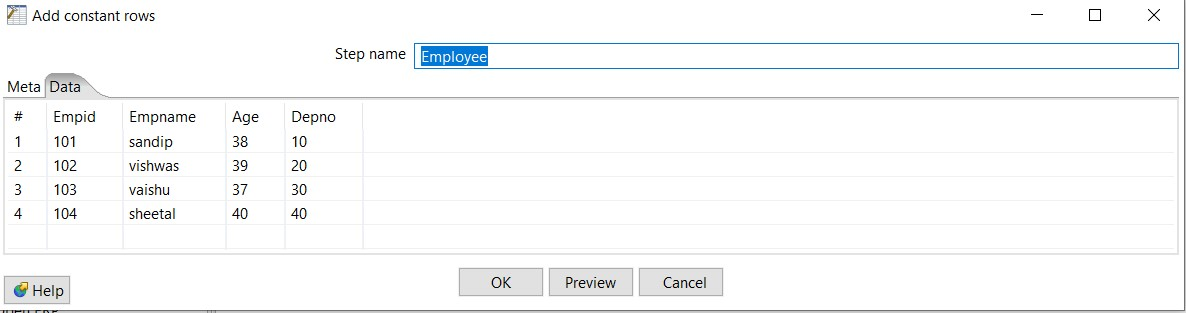 Add constant rows
Step name Employee
Meta Data
# Empid Empname Age Depno
1 101 sandip 38 10
2 102 vishwas 39 20
3 103 vaishu 37 30
4 104 sheetal 40 40
OK Preview Cancel
Help